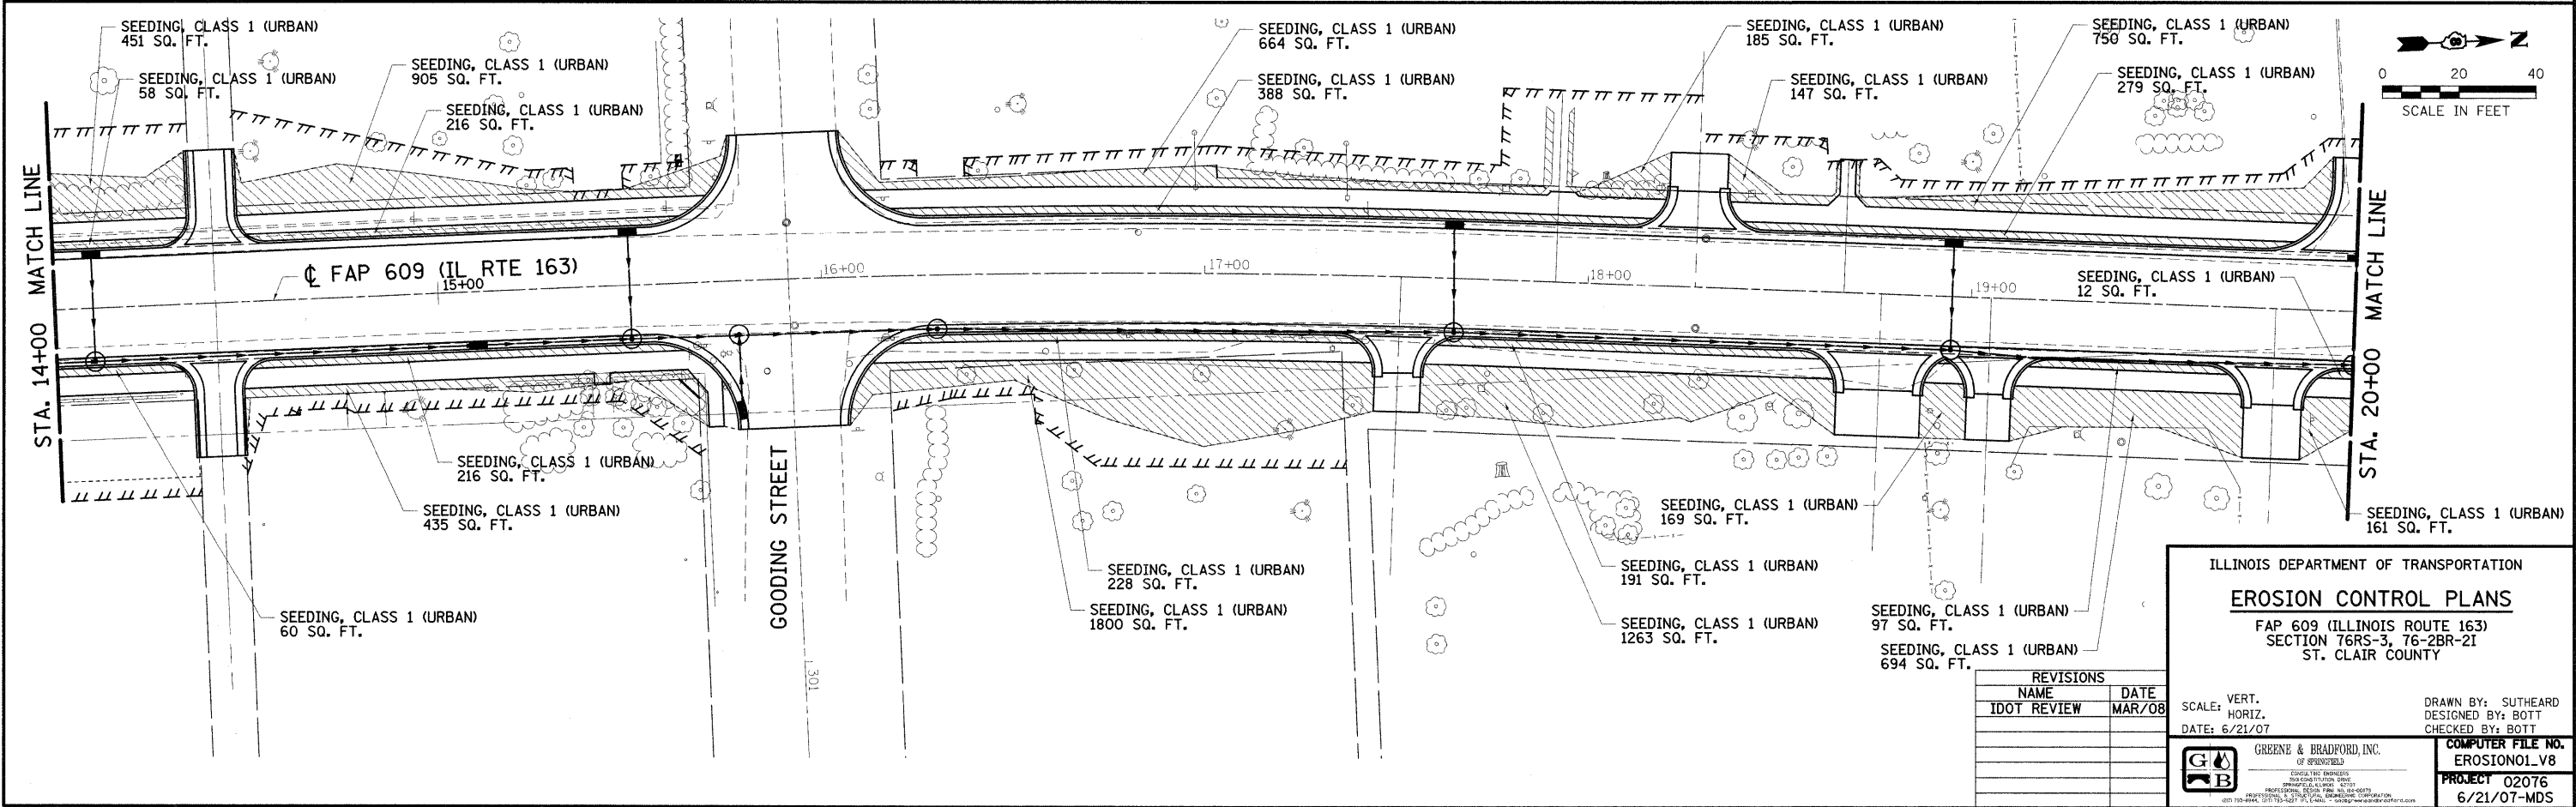 SEEDING, CLASS 1 (URBAN)
451 SQ. FT.
SEEDING, CLASS 1 (URBAN)
58 SQ. FT.
SEEDING, CLASS 1 (URBAN)
905 SQ. FT.
SEEDING, CLASS 1 (URBAN)
216 SQ. FT.
SEEDING, CLASS 1 (URBAN)
664 SQ. FT.
SEEDING, CLASS 1 (URBAN)
388 SQ. FT.
SEEDING, CLASS 1 (URBAN)
185 SQ. FT.
SEEDING, CLASS 1 (URBAN)
147 SQ. FT.
SEEDING, CLASS 1 (URBAN)
750 SQ. FT.
SEEDING, CLASS 1 (URBAN)
279 SQ. FT.
Z
0 20 40
SCALE IN FEET
STA. 14+00 MATCH LINE
℄ FAP 609 (IL RTE 163)
15+00
16+00
17+00
18+00
19+00
SEEDING, CLASS 1 (URBAN)
12 SQ. FT.
STA. 20+00 MATCH LINE
SEEDING, CLASS 1 (URBAN)
216 SQ. FT.
SEEDING, CLASS 1 (URBAN)
435 SQ. FT.
SEEDING, CLASS 1 (URBAN)
60 SQ. FT.
GOODING STREET
301
SEEDING, CLASS 1 (URBAN)
228 SQ. FT.
SEEDING, CLASS 1 (URBAN)
1800 SQ. FT.
SEEDING, CLASS 1 (URBAN)
169 SQ. FT.
SEEDING, CLASS 1 (URBAN)
191 SQ. FT.
SEEDING, CLASS 1 (URBAN)
1263 SQ. FT.
SEEDING, CLASS 1 (URBAN)
97 SQ. FT.
SEEDING, CLASS 1 (URBAN)
694 SQ. FT.
SEEDING, CLASS 1 (URBAN)
161 SQ. FT.
REVISIONS
NAME DATE
IDOT REVIEW MAR/08
ILLINOIS DEPARTMENT OF TRANSPORTATION
EROSION CONTROL PLANS
FAP 609 (ILLINOIS ROUTE 163)
SECTION 76RS-3, 76-2BR-2I
ST. CLAIR COUNTY
SCALE: VERT.
HORIZ.
DATE: 6/21/07
DRAWN BY: SUTHEARD
DESIGNED BY: BOTT
CHECKED BY: BOTT
G B
GREENE & BRADFORD, INC.
OF SPRINGFIELD
CONSULTING ENGINEERS
COMPUTER FILE NO.
EROSION01_V8
PROJECT 02076
6/21/07-MDS